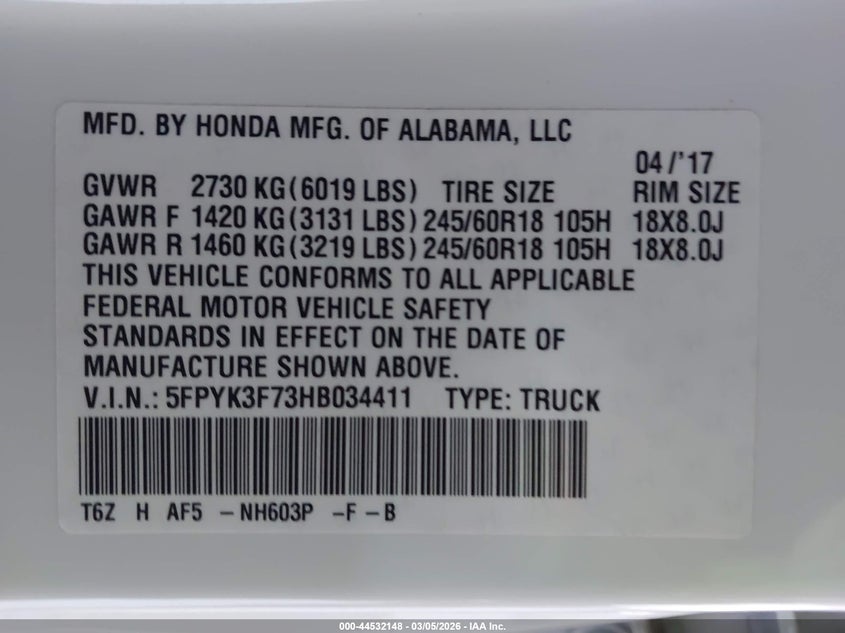 MFD. BY HONDA MFG. OF ALABAMA, LLC
04/'17
GVWR 2730 KG(6019 LBS) TIRE SIZE RIM SIZE
GAWR F 1420 KG(3131 LBS) 245/60R18 105H 18X8.0J
GAWR R 1460 KG(3219 LBS) 245/60R18 105H 18X8.0J
THIS VEHICLE CONFORMS TO ALL APPLICABLE
FEDERAL MOTOR VEHICLE SAFETY
STANDARDS IN EFFECT ON THE DATE OF
MANUFACTURE SHOWN ABOVE.
V.I.N.: 5FPYK3F73HB034411 TYPE: TRUCK
T6Z H AF5 -NH603P -F-B
000-44532148 - 03/05/2026 - IAA Inc.